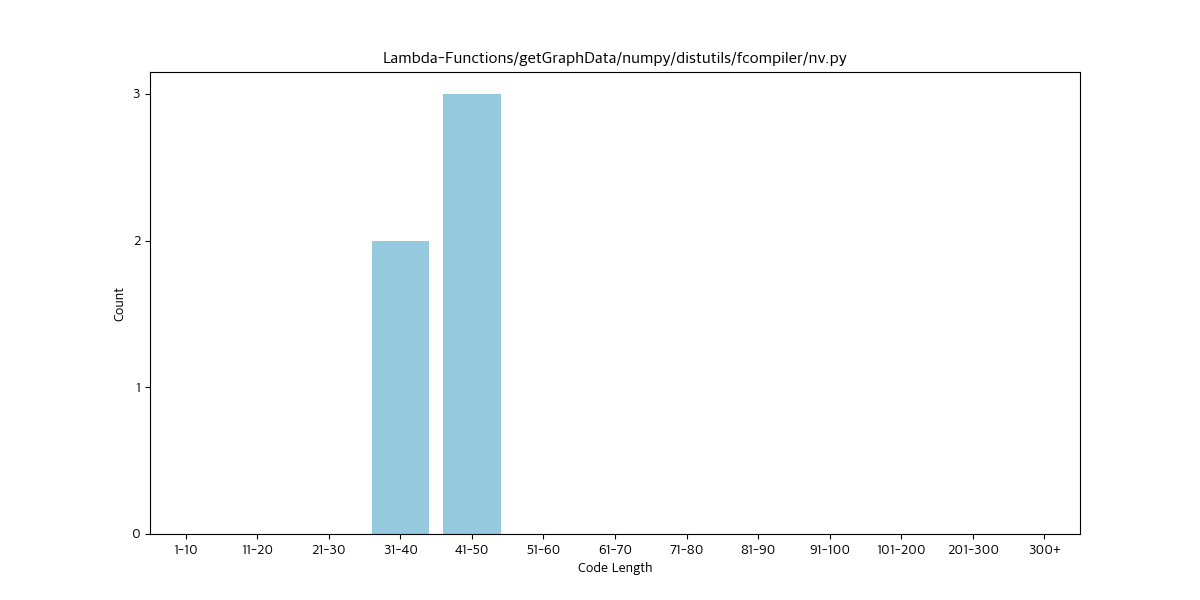 Lambda-Functions/getGraphData/numpy/distutils/fcompiler/nv.py
3
2
1
0
Count
1-10 11-20 21-30 31-40 41-50 51-60 61-70 71-80 81-90 91-100 101-200 201-300 300+
Code Length